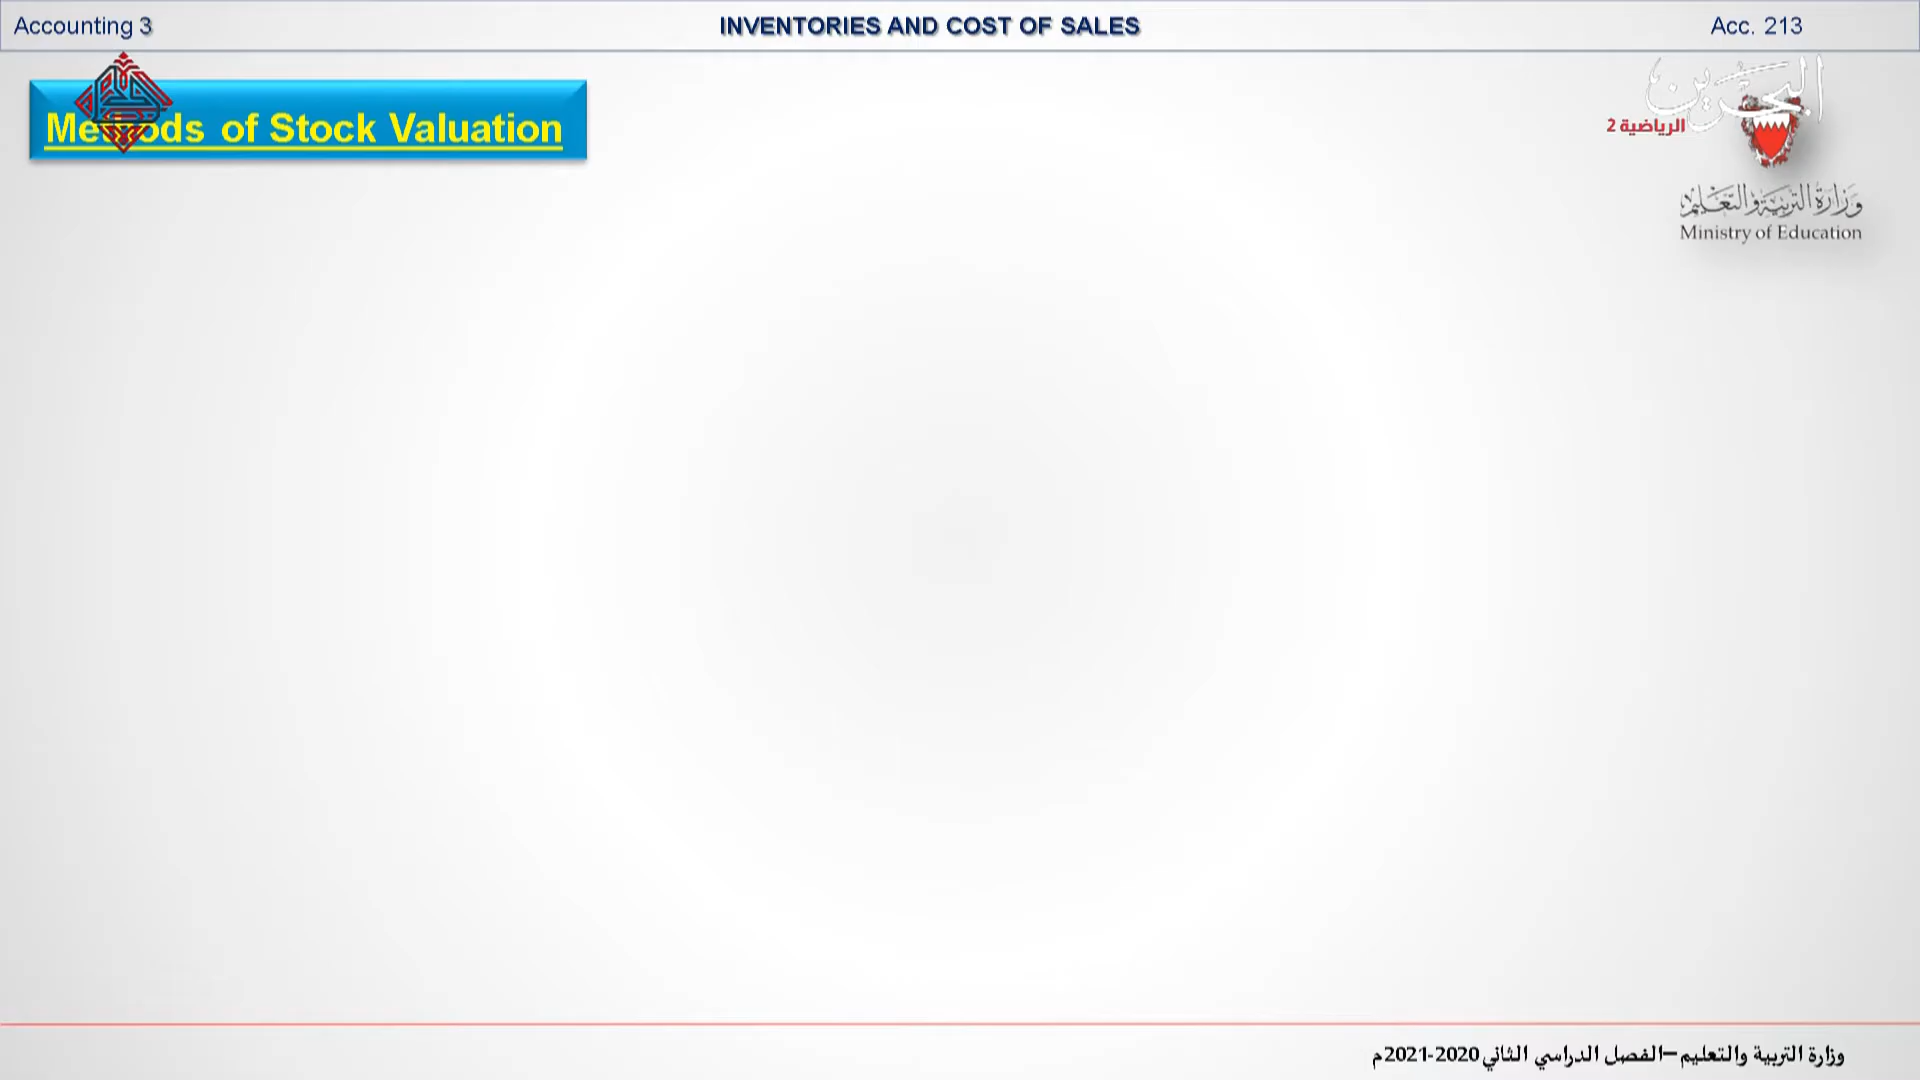 Accounting 3
INVENTORIES AND COST OF SALES
Acc. 213
Methods of Stock Valuation
البحرين
الرياضية 2
وزارة التربية والتعليم
Ministry of Education
وزارة التربية والتعليم –الفصل الدراسي الثاني 2020-2021م